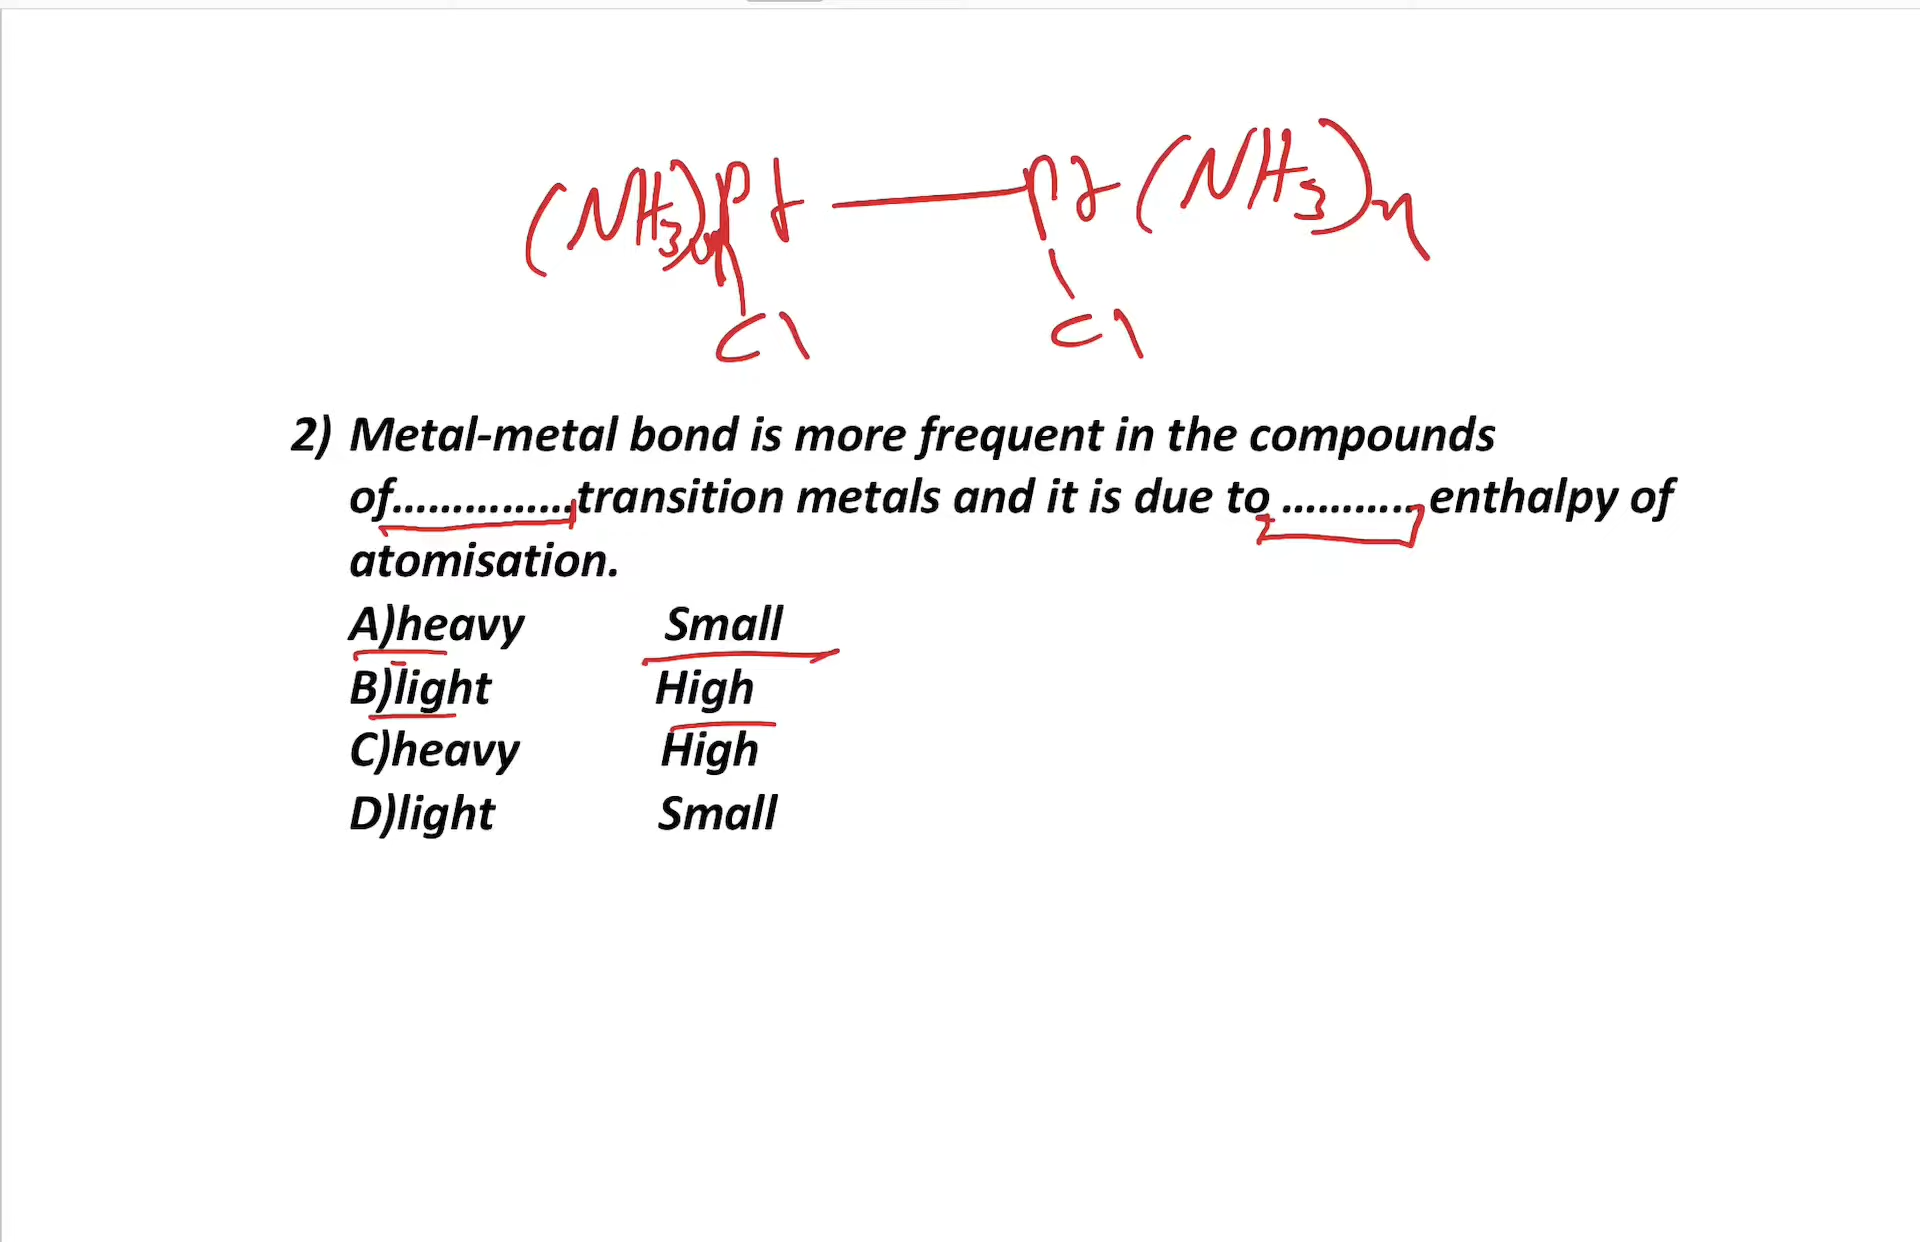 (NH3)nPt — Pt(NH3)n
Cl Cl
2) Metal-metal bond is more frequent in the compounds
of...............transition metals and it is due to ........... enthalpy of
atomisation.
A)heavy Small
B)light High
C)heavy High
D)light Small